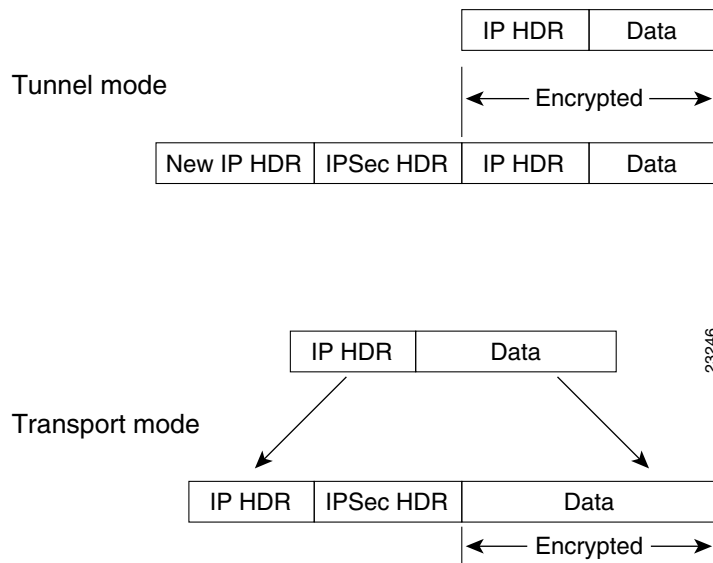 IP HDR Data
Tunnel mode
Encrypted
New IP HDR IPSec HDR IP HDR Data
IP HDR Data
23246
Transport mode
IP HDR IPSec HDR Data
Encrypted